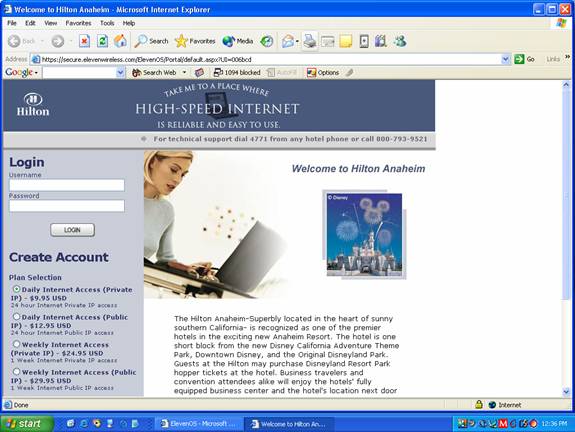 Welcome to Hilton Anaheim - Microsoft Internet Explorer
File Edit View Favorites Tools Help
Back Search Favorites Media
Address https://secure.elevenwireless.com/ElevenOS/Portal/default.aspx?UI=006bcd Go Links »
Google Search Web 1094 blocked AutoFill Options
Hilton
TAKE ME TO A PLACE WHERE
HIGH-SPEED INTERNET
IS RELIABLE AND EASY TO USE.
For technical support dial 4771 from any hotel phone or call 800-793-9521
Login
Username
Password
LOGIN
Create Account
Plan Selection
Daily Internet Access (Private
IP) - $9.95 USD
24 hour Internet Private IP access
Daily Internet Access (Public
IP) - $12.95 USD
24 hour Internet Public IP access
Weekly Internet Access
(Private IP) - $24.95 USD
1 Week Internet Private IP access
Weekly Internet Access (Public
IP) - $29.95 USD
1 Week Internet Public IP access
Welcome to Hilton Anaheim
© Disney
The Hilton Anaheim-Superbly located in the heart of sunny
southern California- is recognized as one of the premier
hotels in the exciting new Anaheim Resort. The hotel is one
short block from the new Disney California Adventure Theme
Park, Downtown Disney, and the Original Disneyland Park.
Guests at the Hilton may purchase Disneyland Resort Park
hopper tickets at the hotel. Business travelers and
convention attendees alike will enjoy the hotels' fully
equipped business center and the hotel's location next door
Done Internet
start ElevenOS - Microsoft ... Welcome to Hilton An... 12:36 PM